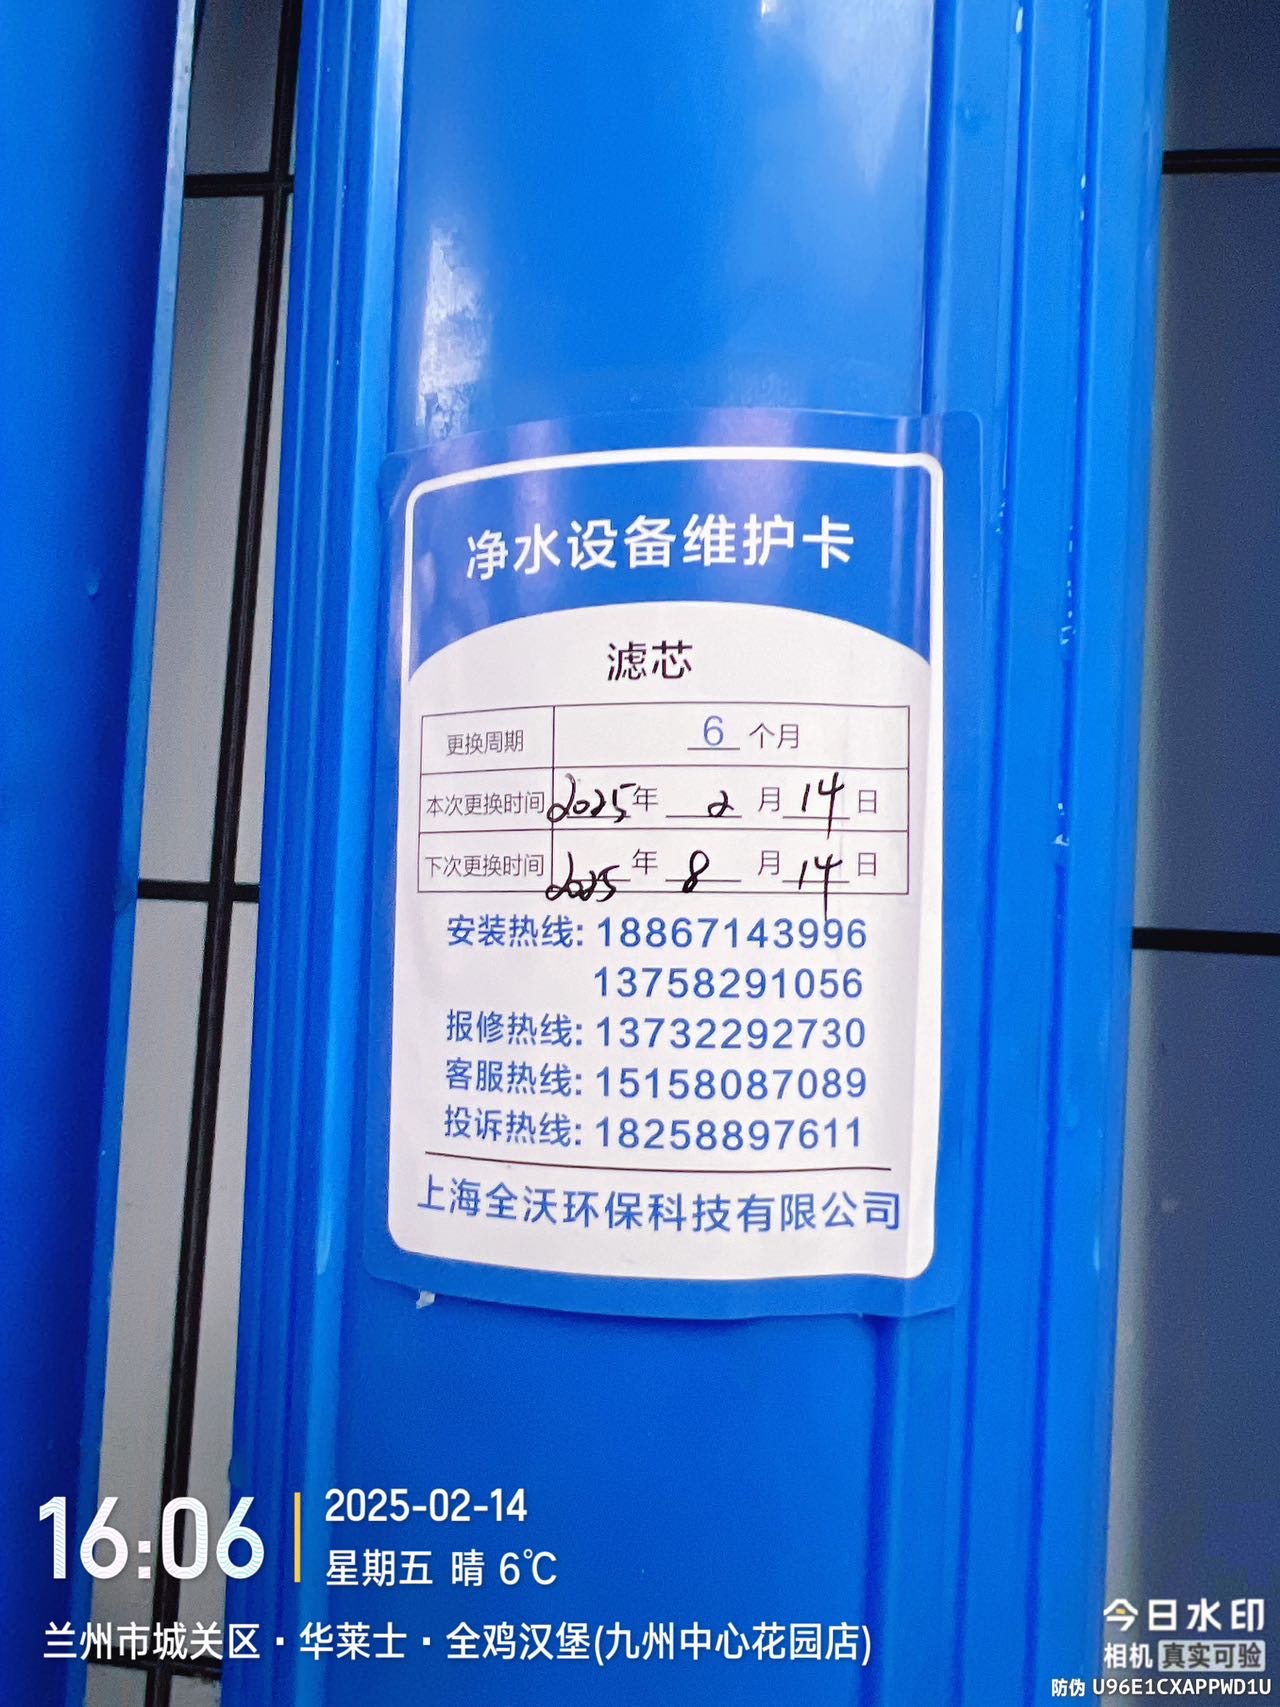 净水设备维护卡
滤芯
更换周期 6 个月
本次更换时间 2025 年 2 月 14 日
下次更换时间 2025 年 8 月 14 日
安装热线: 18867143996
13758291056
报修热线: 13732292730
客服热线: 15158087089
投诉热线: 18258897611
上海全沃环保科技有限公司
16:06
2025-02-14
星期五 晴 6℃
兰州市城关区·华莱士·全鸡汉堡(九州中心花园店)
今日水印
相机 真实可验
防伪 U96E1CXAPPWD1U